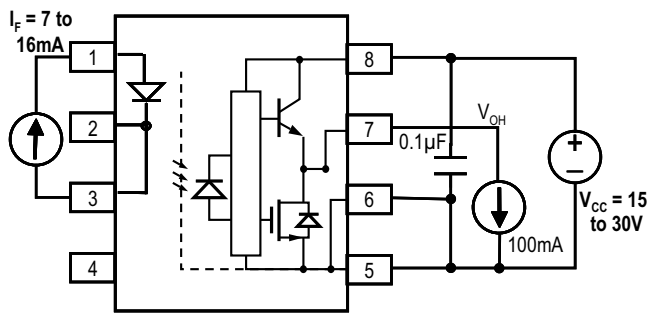 I_F = 7 to
16mA
1
2
3
4
8
7
6
5
V_OH
0.1µF
100mA
+
−
V_CC = 15
to 30V